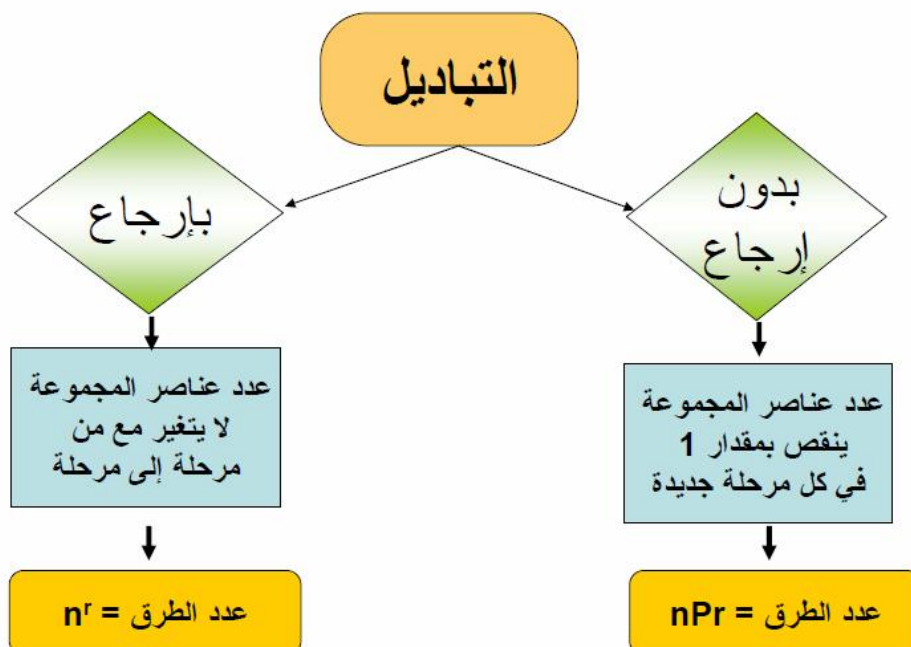 التباديل
بدون
إرجاع
عدد عناصر المجموعة
ينقص بمقدار 1
في كل مرحلة جديدة
عدد الطرق = nPr
بإرجاع
عدد عناصر المجموعة
لا يتغير مع من
مرحلة إلى مرحلة
عدد الطرق = nʳ